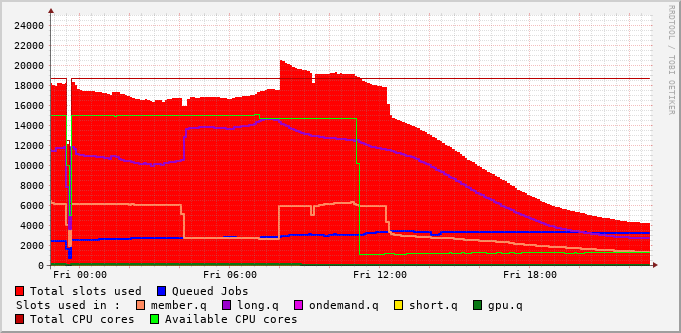 24000
22000
20000
18000
16000
14000
12000
10000
8000
6000
4000
2000
0
Fri 00:00 Fri 06:00 Fri 12:00 Fri 18:00
Total slots used Queued Jobs
Slots used in : member.q long.q ondemand.q short.q gpu.q
Total CPU cores Available CPU cores
RRDTOOL / TOBI OETIKER